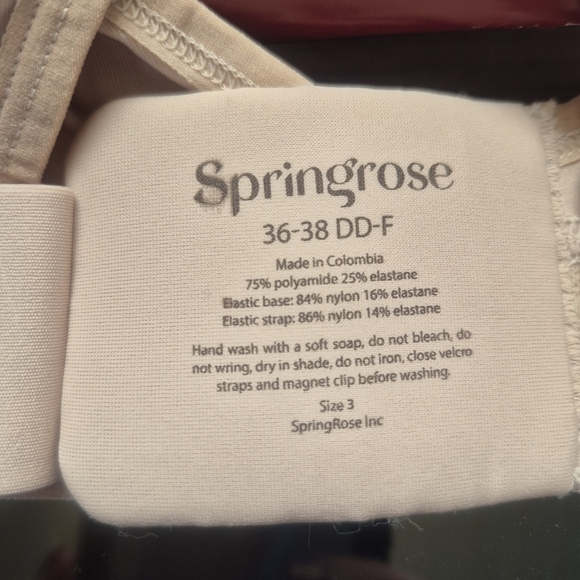 Springrose
36-38 DD-F
Made in Colombia
75% polyamide 25% elastane
Elastic base: 84% nylon 16% elastane
Elastic strap: 86% nylon 14% elastane
Hand wash with a soft soap, do not bleach, do
not wring, dry in shade, do not iron, close velcro
straps and magnet clip before washing.
Size 3
SpringRose Inc